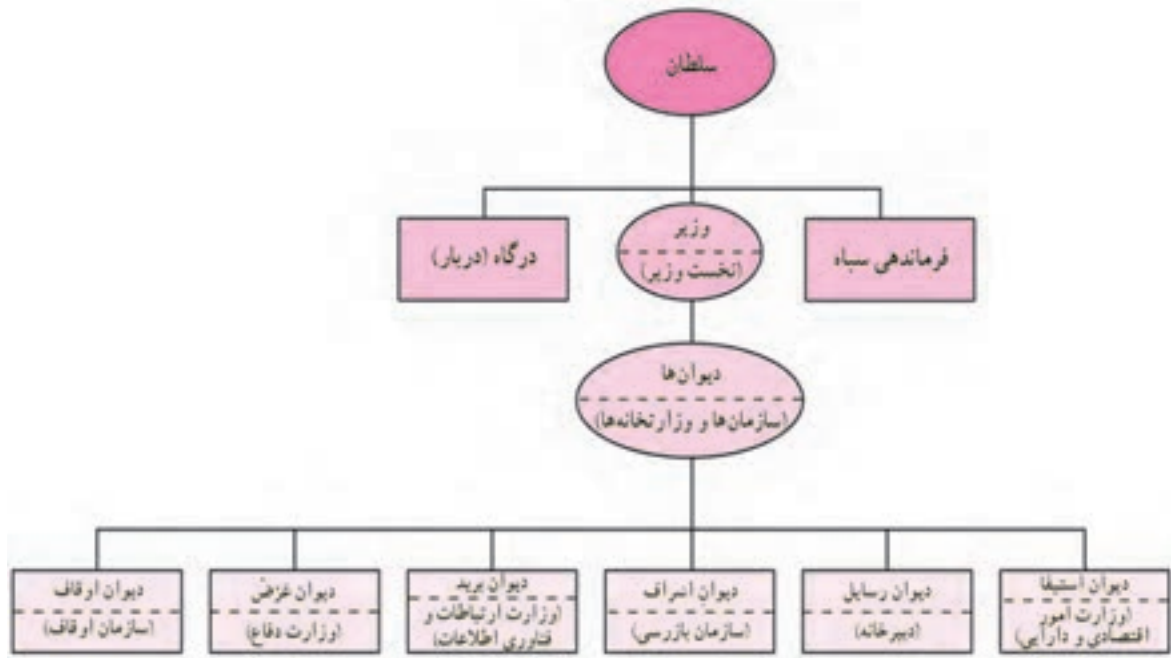 سلطان
فرماندهی سپاه
وزیر
(نخست وزیر)
درگاه (دربار)
دیوان‌ها
(سازمان‌ها و وزارتخانه‌ها)
دیوان استیفا
(وزارت امور
اقتصادی و دارایی)
دیوان رسایل
(دبیرخانه)
دیوان اشراف
(سازمان بازرسی)
دیوان برید
(وزارت ارتباطات و
فناوری اطلاعات)
دیوان عَرْض
(وزارت دفاع)
دیوان اوقاف
(سازمان اوقاف)